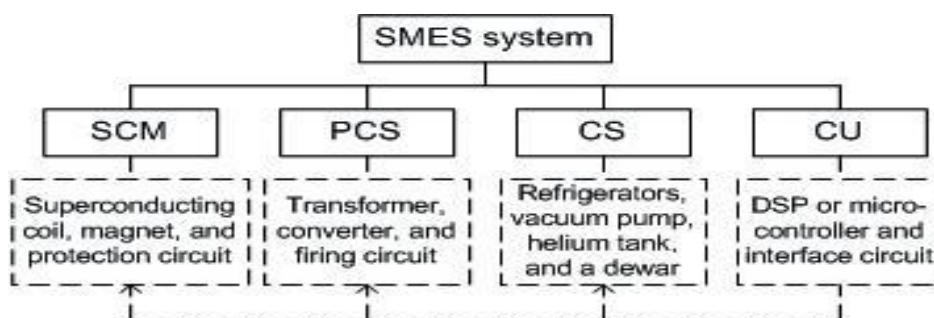 SMES system
SCM
PCS
CS
CU
Superconducting
coil, magnet, and
protection circuit
Transformer,
converter, and
firing circuit
Refrigerators,
vacuum pump,
helium tank,
and a dewar
DSP or micro-
controller and
interface circuit